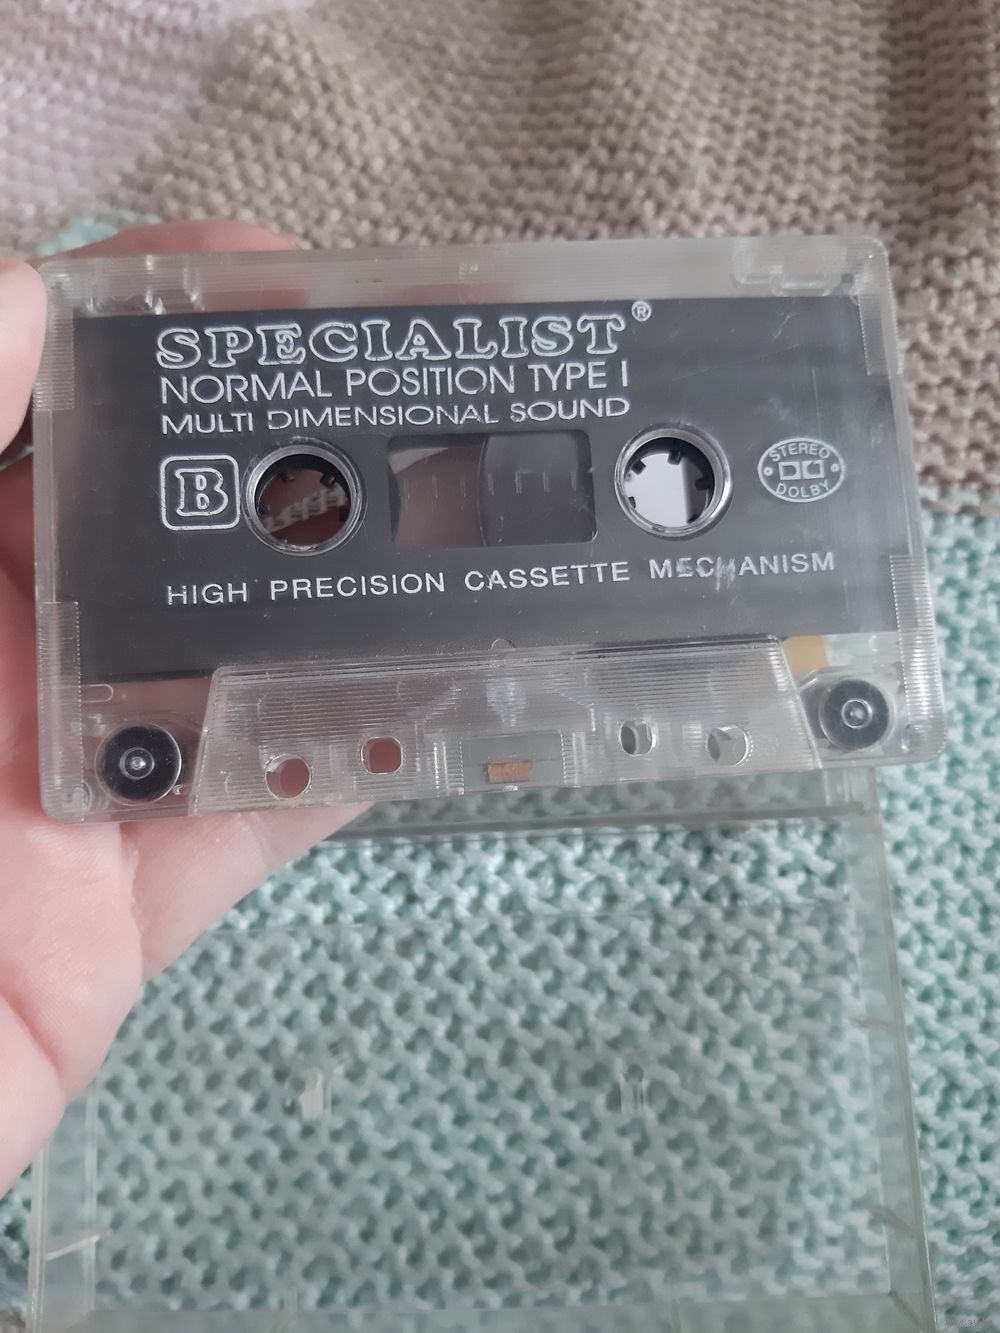 SPECIALIST®
NORMAL POSITION TYPE I
MULTI DIMENSIONAL SOUND
B
STEREO
DOLBY
HIGH PRECISION CASSETTE MECHANISM